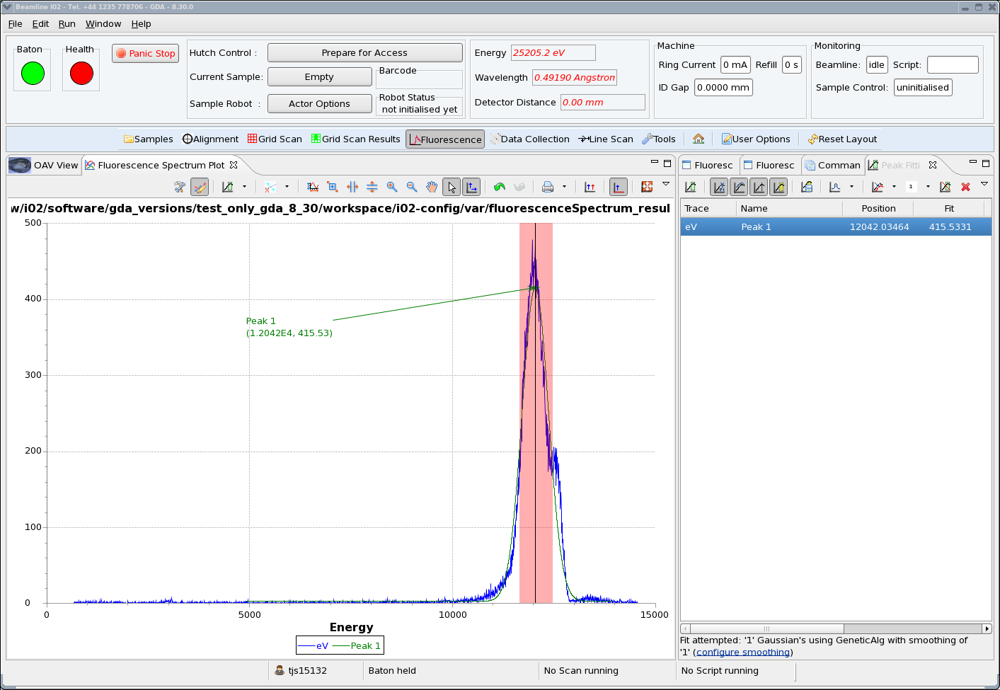 Beamline I02 - Tel. +44 1235 778706 - GDA - 8.30.0
File Edit Run Window Help
Baton
Health
Panic Stop
Hutch Control :
Prepare for Access
Current Sample:
Empty
Barcode
Sample Robot :
Actor Options
Robot Status
not initialised yet
Energy
25205.2 eV
Wavelength
0.49190 Angstron
Detector Distance
0.00 mm
Machine
Ring Current 0 mA Refill 0 s
ID Gap 0.0000 mm
Monitoring
Beamline: idle Script:
Sample Control: uninitialised
Samples Alignment Grid Scan Grid Scan Results Fluorescence Data Collection Line Scan Tools User Options Reset Layout
OAV View Fluorescence Spectrum Plot
w/i02/software/gda_versions/test_only_gda_8_30/workspace/i02-config/var/fluorescenceSpectrum_resul
500
400
300
200
100
0
Peak 1
(1.2042E4, 415.53)
0 5000 10000 15000
Energy
eV Peak 1
Fluoresc Fluoresc Comman Peak Fitti
1
Trace Name Position Fit
eV Peak 1 12042.03464 415.5331
Fit attempted: '1' Gaussian's using GeneticAlg with smoothing of
'1' (configure smoothing)
tjs15132 Baton held No Scan running No Script running